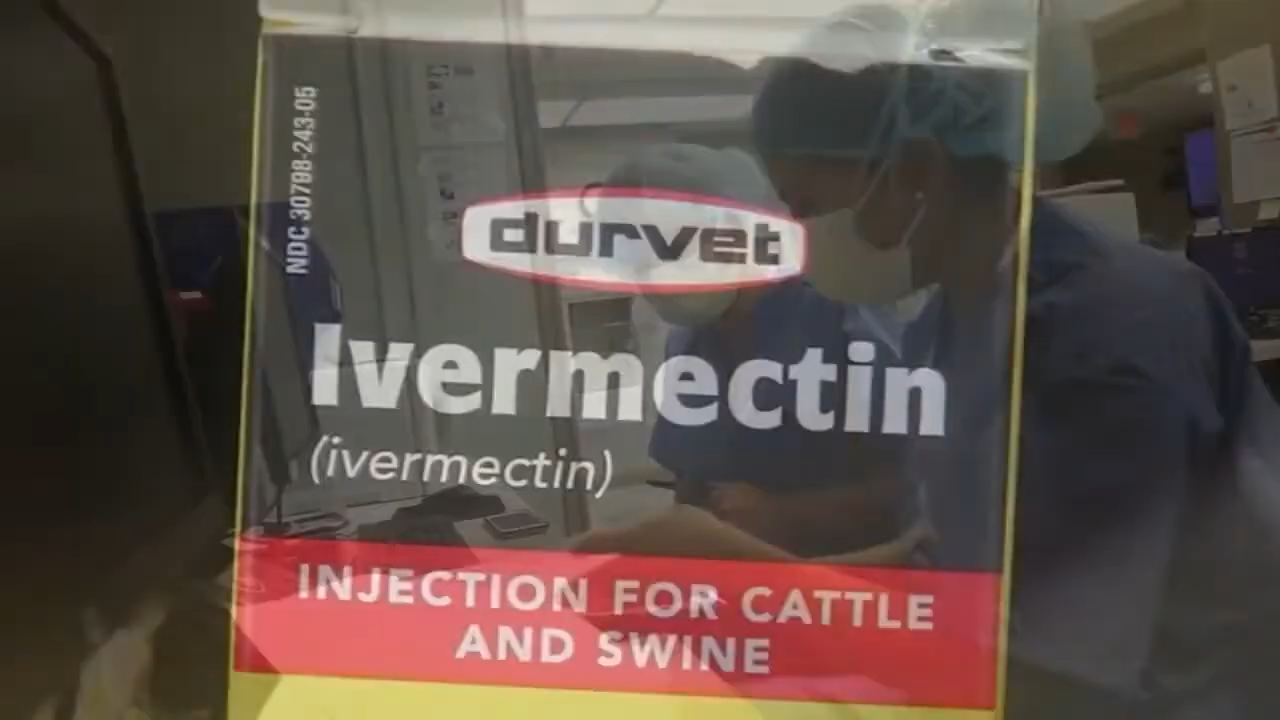 NDC 30798-243-05
durvet
Ivermectin
(ivermectin)
INJECTION FOR CATTLE
AND SWINE